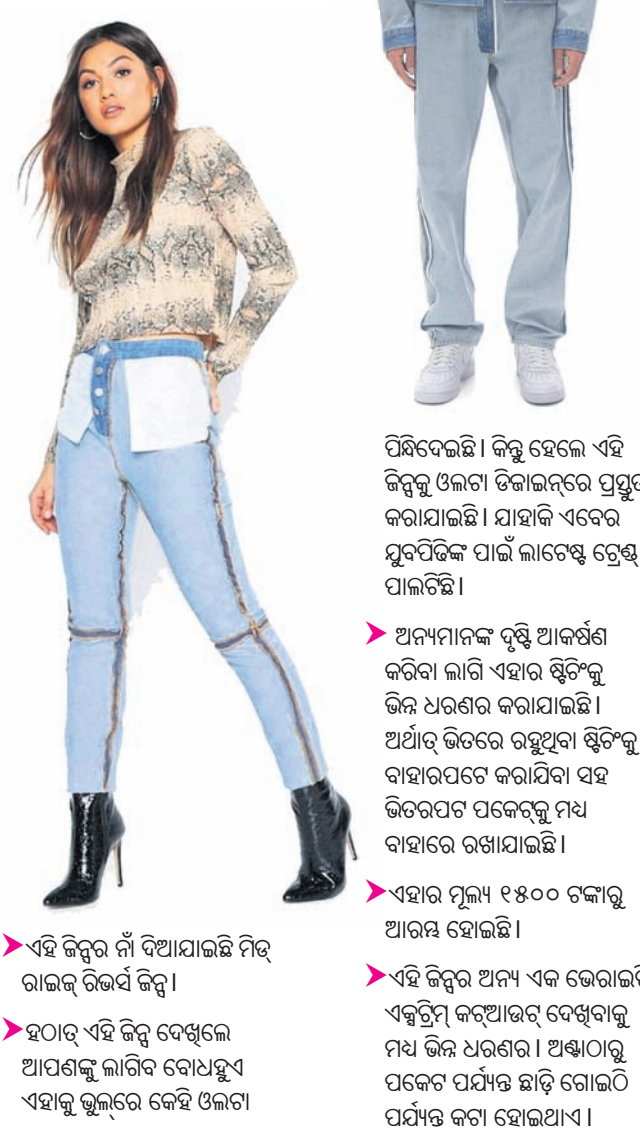 ➤ଏହି ଜିନ୍ସର ନାଁ ଦିଆଯାଇଛି ମିଡ୍
ରାଇଜ୍ ରିଭର୍ସ ଜିନ୍ସ।
➤ହଠାତ୍ ଏହି ଜିନ୍ସ ଦେଖିଲେ
ଆପଣଙ୍କୁ ଲାଗିବ ବୋଧହୁଏ
ଏହାକୁ ଭୁଲ୍‌ରେ କେହି ଓଲଟା
ପିନ୍ଧିଦେଇଛି। କିନ୍ତୁ ହେଲେ ଏହି
ଜିନ୍ସକୁ ଓଲଟା ଡିଜାଇନ୍‌ରେ
କରାଯାଇଛି। ଯାହାକି ଏବେର
ଯୁବପିଢିଙ୍କ ପାଇଁ ଲାଟେଷ୍ଟ ଟ୍ରେଣ୍ଡ୍
ପାଲଟିଛି।
➤ ଅନ୍ୟମାନଙ୍କ ଦୃଷ୍ଟି ଆକର୍ଷଣ
କରିବା ଲାଗି ଏହାର ଷ୍ଟିଚିଂକୁ
ଭିନ୍ନ ଧରଣର କରାଯାଇଛି।
ଅର୍ଥାତ୍ ଭିତରେ ରହୁଥିବା ଷ୍ଟିଚିଂକୁ
ବାହାରପଟେ କରାଯିବା ସହ
ଭିତରପଟ ପକେଟ୍‌କୁ ମଧ୍ୟ
ବାହାରେ ରଖାଯାଇଛି।
➤ଏହାର ମୂଲ୍ୟ ୧୫୦୦ ଟଙ୍କାରୁ
ଆରମ୍ଭ ହୋଇଛି।
➤ଏହି ଜିନ୍ସର ଅନ୍ୟ ଏକ
ଏକ୍ସଟ୍ରିମ୍ କଟ୍‌ଆଉଟ୍ ଦେଖିବାକୁ
ମଧ୍ୟ ଭିନ୍ନ ଧରଣର। ଅଣ୍ଟାଠାରୁ
ପକେଟ ପର୍ଯ୍ୟନ୍ତ ଛାଡ଼ି ଗୋଇଠି
ପର୍ଯ୍ୟନ୍ତ କଟା ହୋଇଥାଏ।